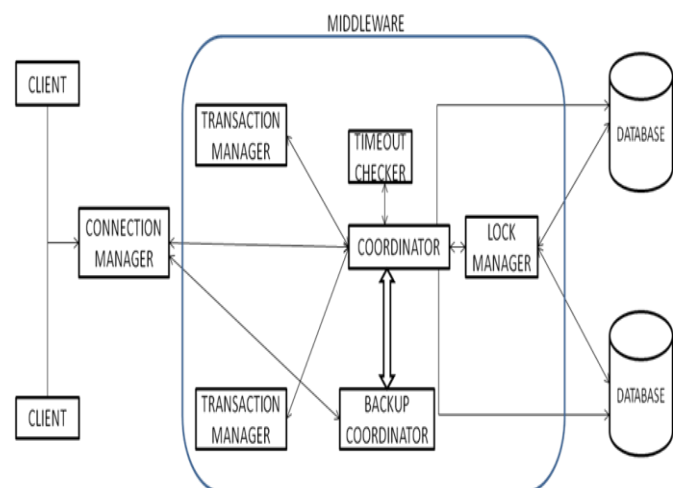 MIDDLEWARE
CLIENT
TRANSACTION
MANAGER
TIMEOUT
CHECKER
DATABASE
CONNECTION
MANAGER
COORDINATOR
LOCK
MANAGER
CLIENT
TRANSACTION
MANAGER
BACKUP
COORDINATOR
DATABASE